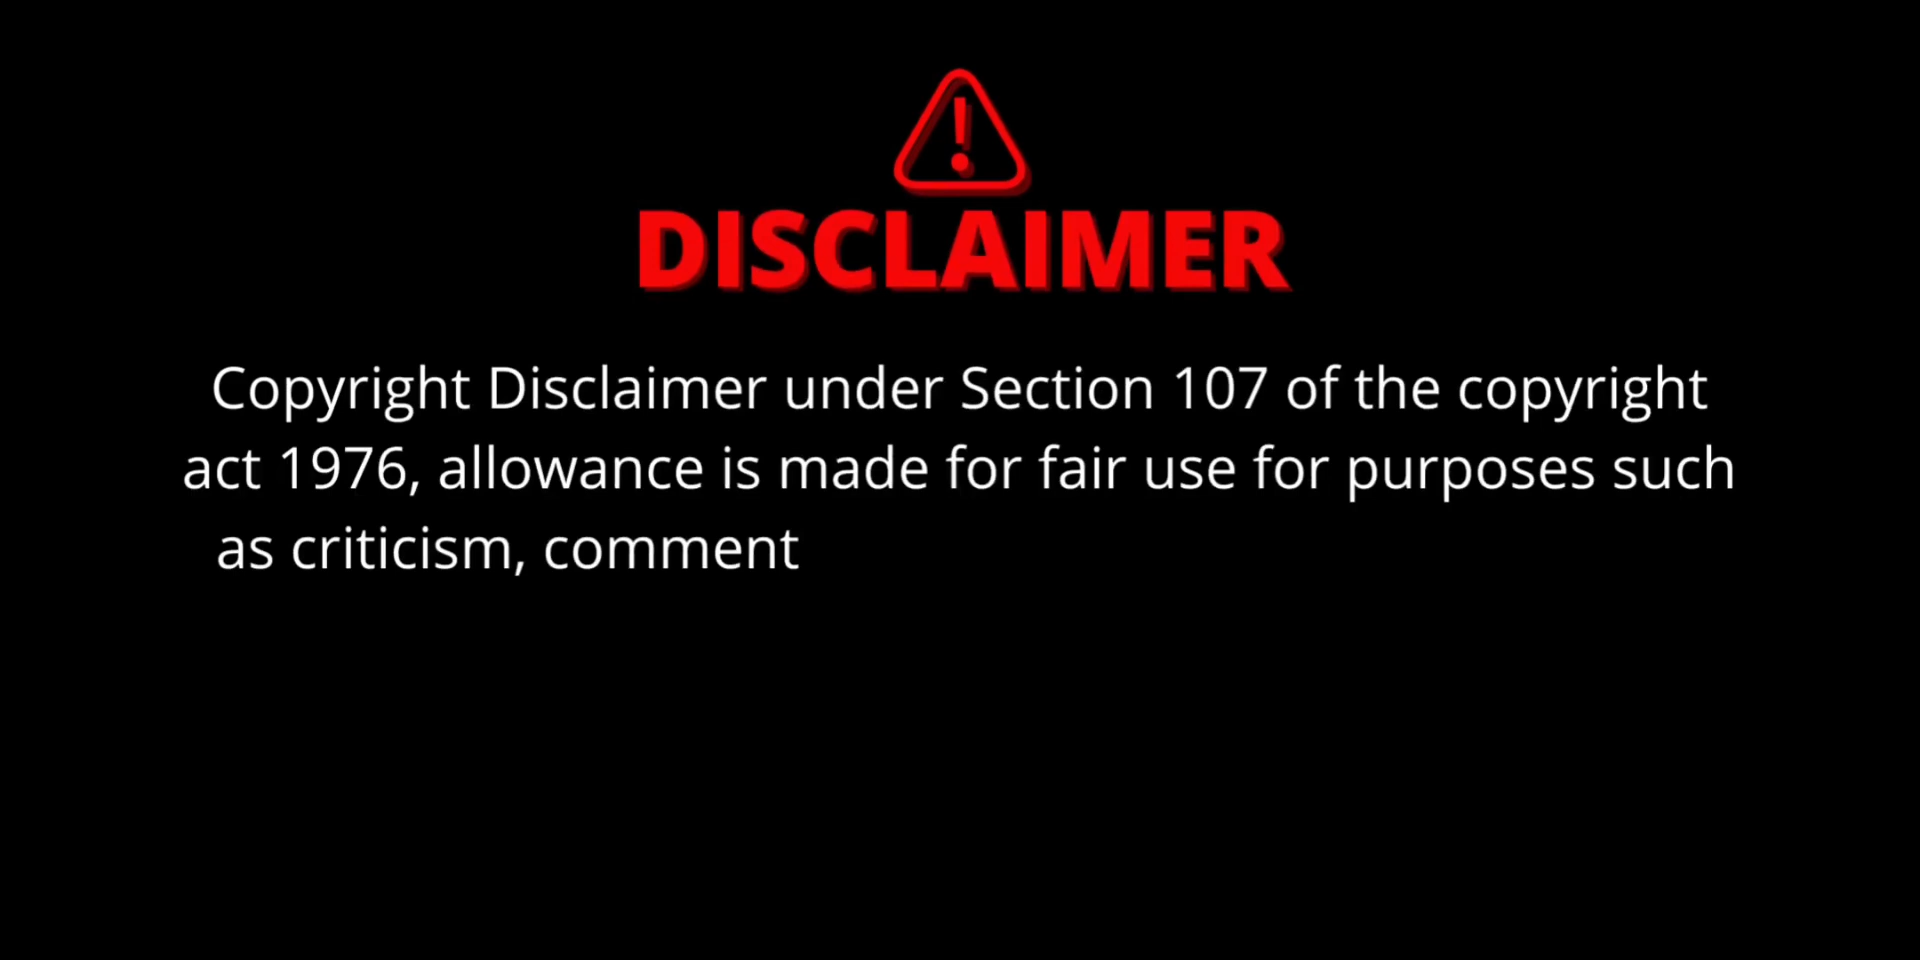 DISCLAIMER
Copyright Disclaimer under Section 107 of the copyright
act 1976, allowance is made for fair use for purposes such
as criticism, comment